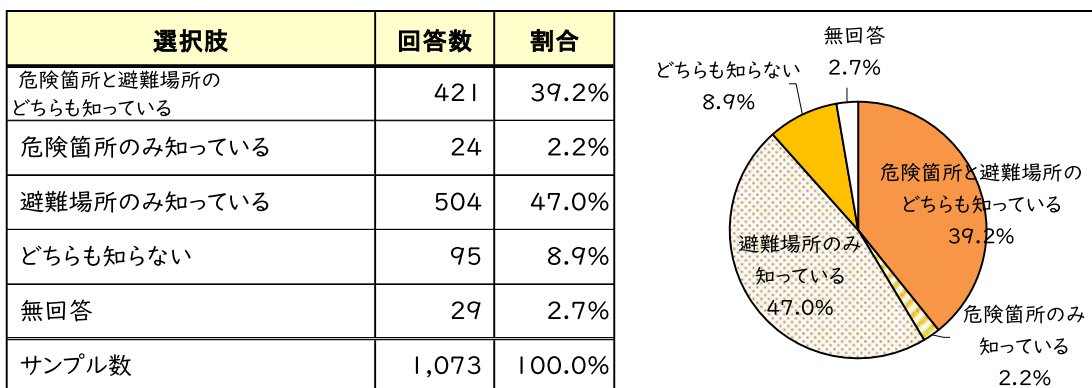 選択肢 回答数 割合
危険箇所と避難場所の
どちらも知っている 421 39.2%
危険箇所のみ知っている 24 2.2%
避難場所のみ知っている 504 47.0%
どちらも知らない 95 8.9%
無回答 29 2.7%
サンプル数 1,073 100.0%
無回答
2.7%
どちらも知らない
8.9%
危険箇所と避難場所の
どちらも知っている
39.2%
避難場所のみ
知っている
47.0%
危険箇所のみ
知っている
2.2%